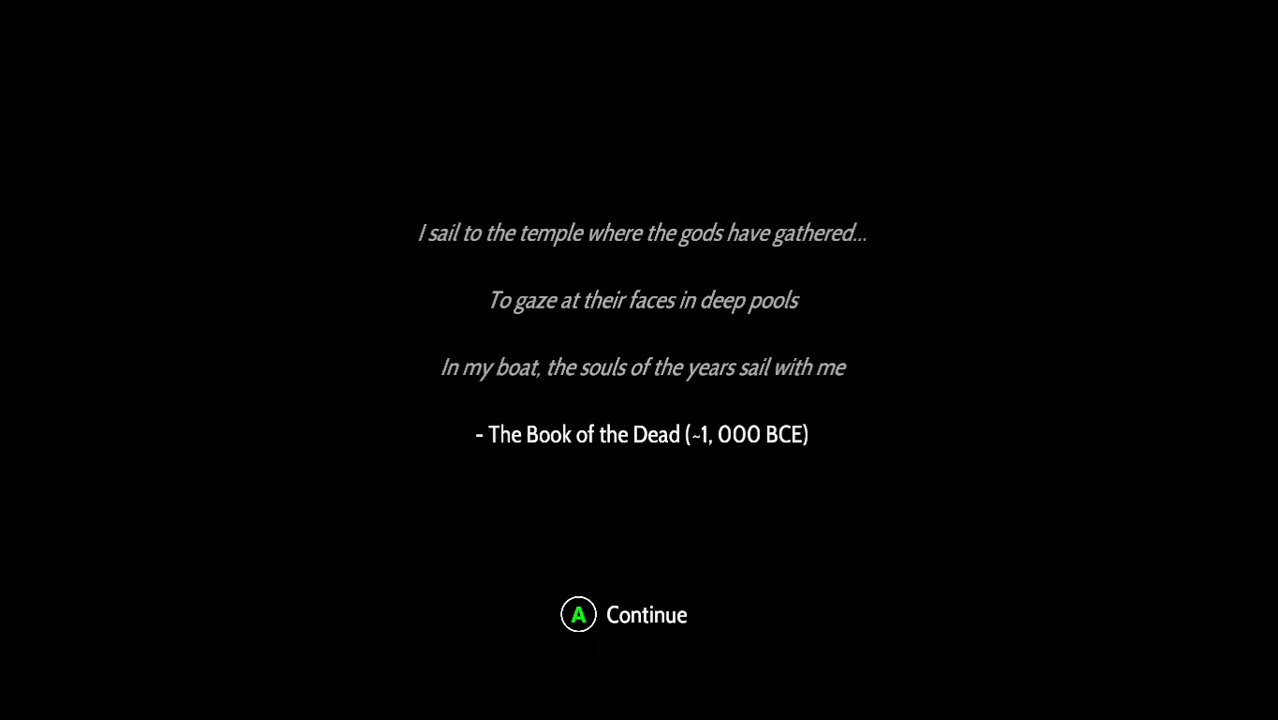 I sail to the temple where the gods have gathered...
To gaze at their faces in deep pools
In my boat, the souls of the years sail with me
- The Book of the Dead (~1, 000 BCE)
A Continue